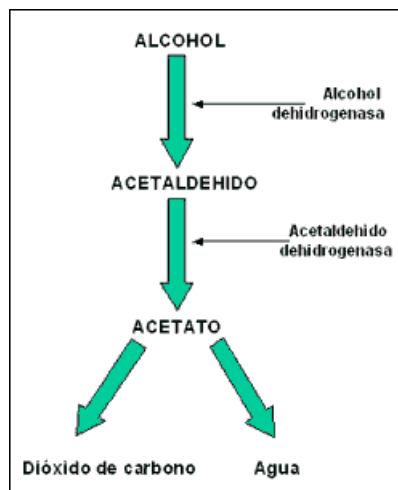 ALCOHOL
Alcohol
dehidrogenasa
ACETALDEHIDO
Acetaldehido
dehidrogenasa
ACETATO
Dióxido de carbono
Agua